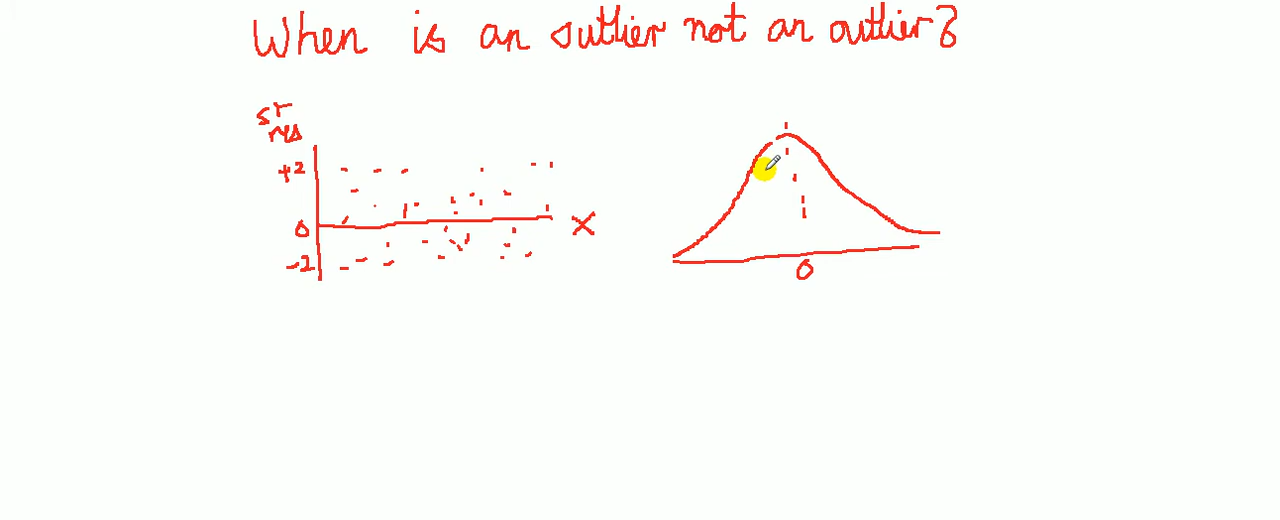 When is an outlier not an outlier?
st
res
+2
0
-2
X
0